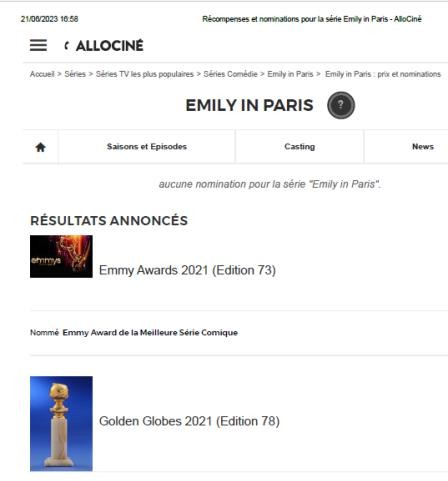 21/06/2023 16:58 Récompenses et nominations pour la série Emily in Paris - AlloCiné
ALLOCINÉ
Accueil > Séries > Séries TV les plus populaires > Séries Comédie > Emily in Paris > Emily in Paris : prix et nominations
EMILY IN PARIS ?
Saisons et Episodes Casting News
aucune nomination pour la série "Emily in Paris".
RÉSULTATS ANNONCÉS
emmys
Emmy Awards 2021 (Edition 73)
Nommé Emmy Award de la Meilleure Série Comique
Golden Globes 2021 (Edition 78)